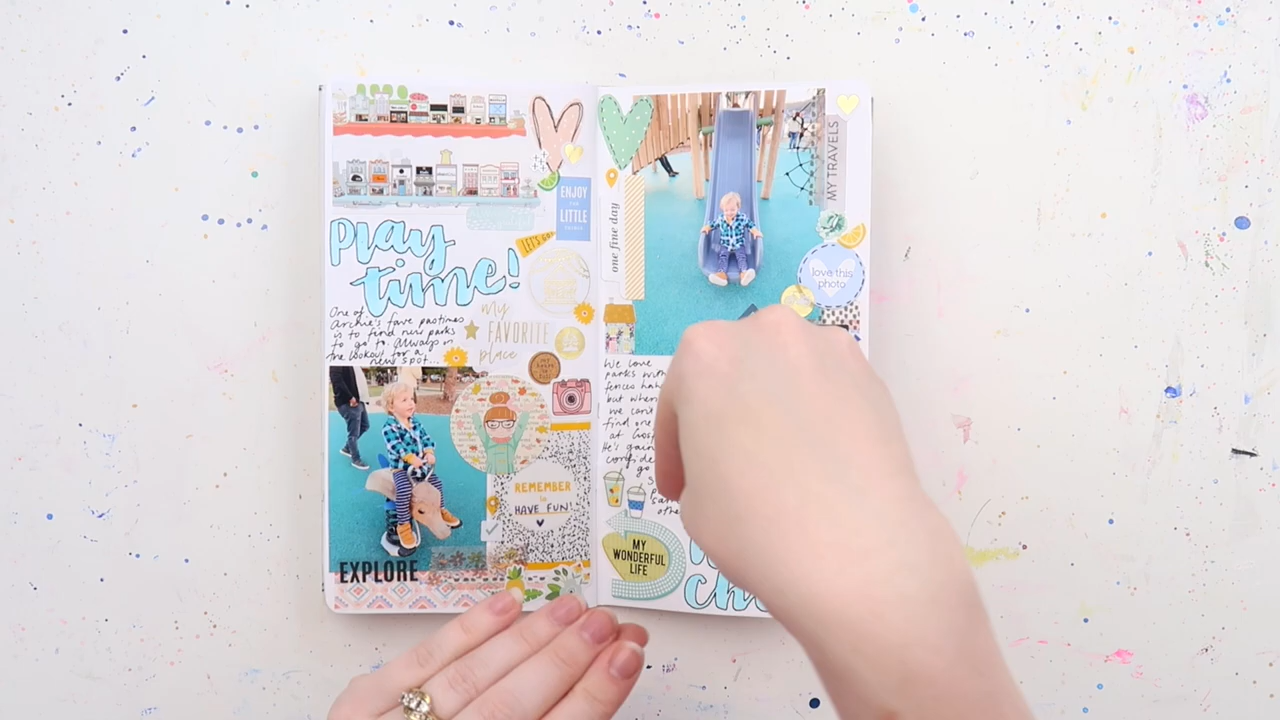 ENJOY
THE
LITTLE
THINGS
Play
time!
LET'S GO
One of
Archie's fave pastimes
is to find new parks
to go to. Always on
the lookout for a
new spot...
my
FAVORITE
place
REMEMBER
to
HAVE FUN!
EXPLORE
one fine day
MY TRAVELS
love this
photo
We love
parks with
fences
but when
we can't
find one
at
He's
go
MY
WONDERFUL
LIFE